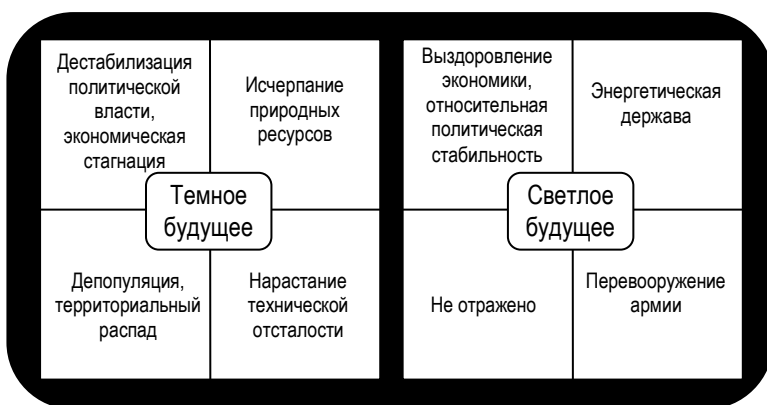 Дестабилизация
политической
власти,
экономическая
стагнация
Исчерпание
природных
ресурсов
Темное
будущее
Депопуляция,
территориальный
распад
Нарастание
технической
отсталости
Выздоровление
экономики,
относительная
политическая
стабильность
Энергетическая
держава
Светлое
будущее
Не отражено
Перевооружение
армии